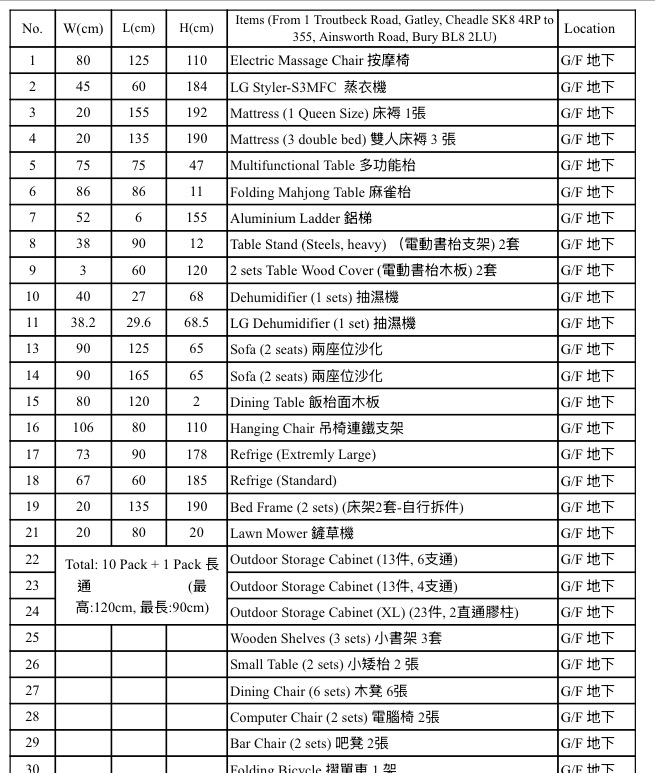 No. W(cm) L(cm) H(cm) Items (From 1 Troutbeck Road, Gatley, Cheadle SK8 4RP to 355, Ainsworth Road, Bury BL8 2LU) Location
1 80 125 110 Electric Massage Chair 按摩椅 G/F 地下
2 45 60 184 LG Styler-S3MFC 蒸衣機 G/F 地下
3 20 155 192 Mattress (1 Queen Size) 床褥 1張 G/F 地下
4 20 135 190 Mattress (3 double bed) 雙人床褥 3 張 G/F 地下
5 75 75 47 Multifunctional Table 多功能枱 G/F 地下
6 86 86 11 Folding Mahjong Table 麻雀枱 G/F 地下
7 52 6 155 Aluminium Ladder 鋁梯 G/F 地下
8 38 90 12 Table Stand (Steels, heavy) （電動書枱支架) 2套 G/F 地下
9 3 60 120 2 sets Table Wood Cover (電動書枱木板) 2套 G/F 地下
10 40 27 68 Dehumidifier (1 sets) 抽濕機 G/F 地下
11 38.2 29.6 68.5 LG Dehumidifier (1 set) 抽濕機 G/F 地下
13 90 125 65 Sofa (2 seats) 兩座位沙化 G/F 地下
14 90 165 65 Sofa (2 seats) 兩座位沙化 G/F 地下
15 80 120 2 Dining Table 飯枱面木板 G/F 地下
16 106 80 110 Hanging Chair 吊椅連鐵支架 G/F 地下
17 73 90 178 Refrige (Extremly Large) G/F 地下
18 67 60 185 Refrige (Standard) G/F 地下
19 20 135 190 Bed Frame (2 sets) (床架2套-自行拆件) G/F 地下
21 20 80 20 Lawn Mower 鏟草機 G/F 地下
Total: 10 Pack + 1 Pack 長
通 (最
高:120cm, 最長:90cm)
22 Outdoor Storage Cabinet (13件, 6支通) G/F 地下
23 Outdoor Storage Cabinet (13件, 4支通) G/F 地下
24 Outdoor Storage Cabinet (XL) (23件, 2直通膠柱) G/F 地下
25 Wooden Shelves (3 sets) 小書架 3套 G/F 地下
26 Small Table (2 sets) 小矮枱 2 張 G/F 地下
27 Dining Chair (6 sets) 木凳 6張 G/F 地下
28 Computer Chair (2 sets) 電腦椅 2張 G/F 地下
29 Bar Chair (2 sets) 吧凳 2張 G/F 地下
30 Folding Bicycle 摺單車 1 架 G/F 地下